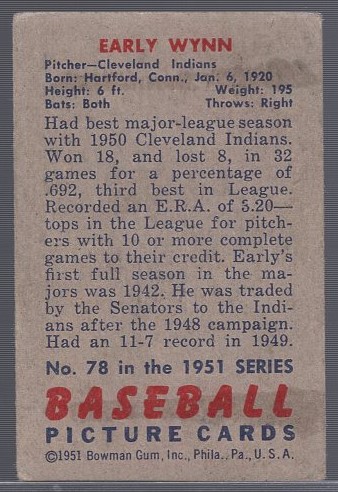 EARLY WYNN
Pitcher—Cleveland Indians
Born: Hartford, Conn., Jan. 6, 1920
Height: 6 ft. Weight: 195
Bats: Both Throws: Right
Had best major-league season
with 1950 Cleveland Indians.
Won 18, and lost 8, in 32
games for a percentage of
.692, third best in League.
Recorded an E.R.A. of 3.20—
tops in the League for pitch-
ers with 10 or more complete
games to their credit. Early's
first full season in the ma-
jors was 1942. He was traded
by the Senators to the Indi-
ans after the 1948 campaign.
Had an 11-7 record in 1949.
No. 78 in the 1951 SERIES
BASEBALL
PICTURE CARDS
©1951 Bowman Gum, Inc., Phila., Pa., U.S.A.